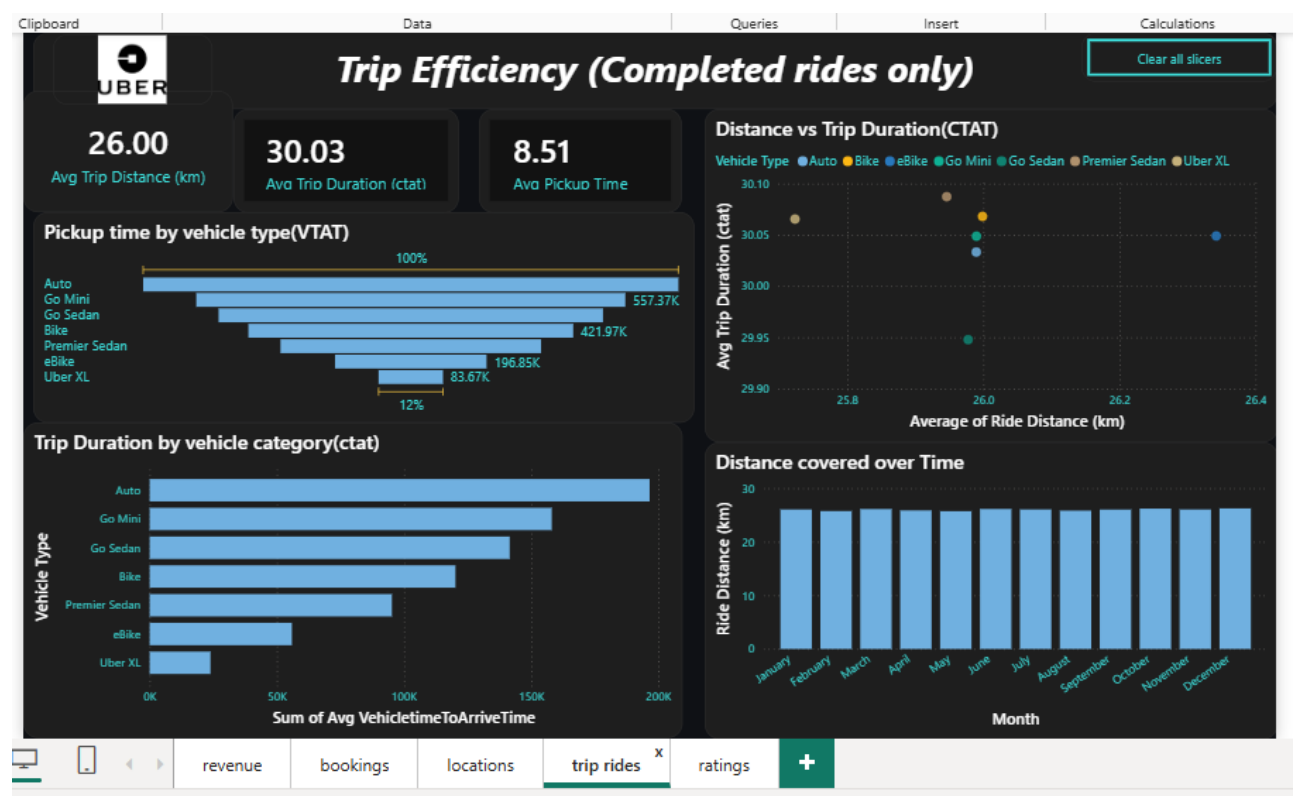 Clipboard Data Queries Insert Calculations
UBER
Trip Efficiency (Completed rides only)
Clear all slicers
26.00
Avg Trip Distance (km)
30.03
Avg Trip Duration (ctat)
8.51
Avg Pickup Time
Distance vs Trip Duration(CTAT)
Vehicle Type Auto Bike eBike Go Mini Go Sedan Premier Sedan Uber XL
30.10
30.05
30.00
29.95
29.90
Avg Trip Duration (ctat)
25.8 26.0 26.2 26.4
Average of Ride Distance (km)
Pickup time by vehicle type(VTAT)
100%
Auto
Go Mini 557.37K
Go Sedan
Bike 421.97K
Premier Sedan
eBike 196.85K
Uber XL 83.67K
12%
Trip Duration by vehicle category(ctat)
Vehicle Type
Auto
Go Mini
Go Sedan
Bike
Premier Sedan
eBike
Uber XL
0K 50K 100K 150K 200K
Sum of Avg VehicletimeToArriveTime
Distance covered over Time
Ride Distance (km)
30
20
10
0
January February March April May June July August September October November December
Month
revenue bookings locations trip rides x ratings +